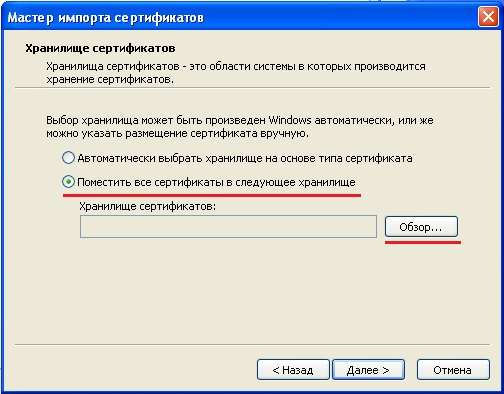 Мастер импорта сертификатов
Хранилище сертификатов
Хранилища сертификатов - это области системы в которых производится
хранение сертификатов.
Выбор хранилища может быть произведен Windows автоматически, или же
можно указать размещение сертификата вручную.
Автоматически выбрать хранилище на основе типа сертификата
Поместить все сертификаты в следующее хранилище
Хранилище сертификатов:
Обзор...
< Назад
Далее >
Отмена